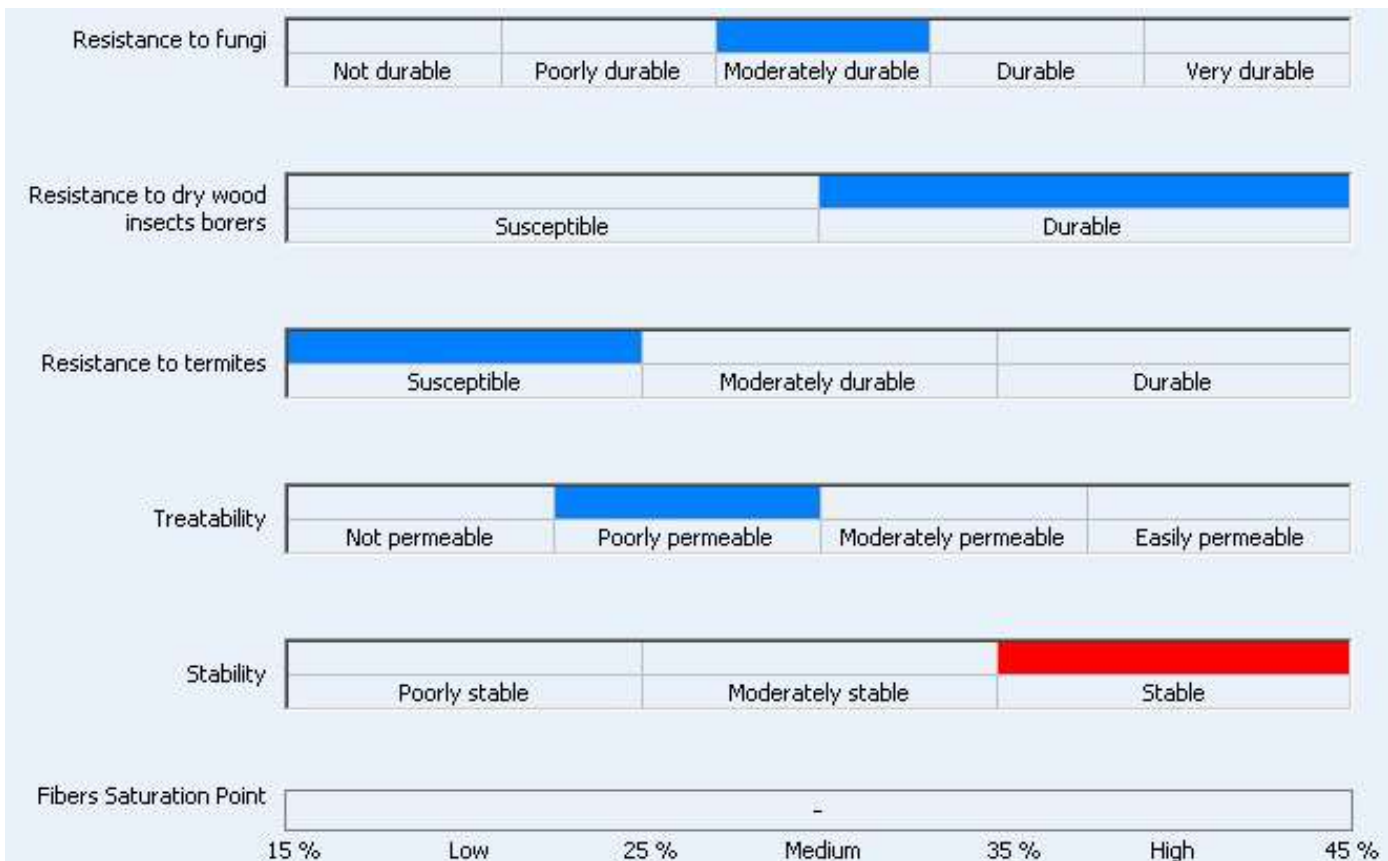 Resistance to fungi
Not durable Poorly durable Moderately durable Durable Very durable
Resistance to dry wood
insects borers
Susceptible Durable
Resistance to termites
Susceptible Moderately durable Durable
Treatability
Not permeable Poorly permeable Moderately permeable Easily permeable
Stability
Poorly stable Moderately stable Stable
Fibers Saturation Point
-
15 % Low 25 % Medium 35 % High 45 %